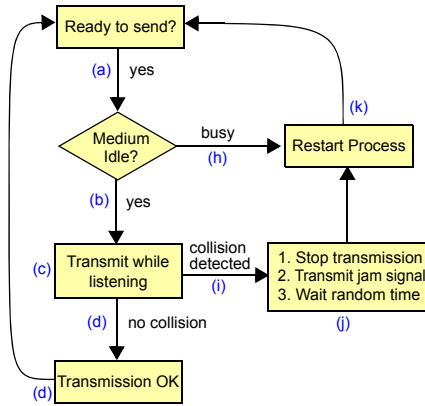 Ready to send?
(a) yes
(k)
Medium
Idle?
busy
(h)
Restart Process
(b) yes
(c)
Transmit while
listening
collision
detected
(i)
1. Stop transmission
2. Transmit jam signal
3. Wait random time
(j)
(d) no collision
(d)
Transmission OK